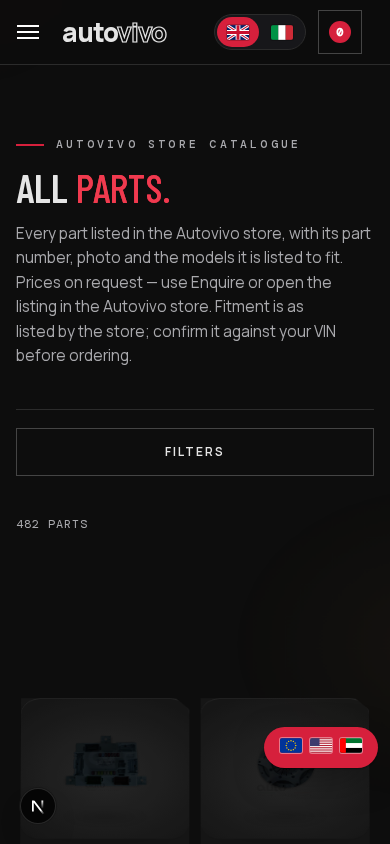 autovivo
0
AUTOVIVO STORE CATALOGUE
ALL PARTS.
Every part listed in the Autovivo store, with its part
number, photo and the models it is listed to fit.
Prices on request — use Enquire or open the
listing in the Autovivo store. Fitment is as
listed by the store; confirm it against your VIN
before ordering.
FILTERS
482 PARTS
N